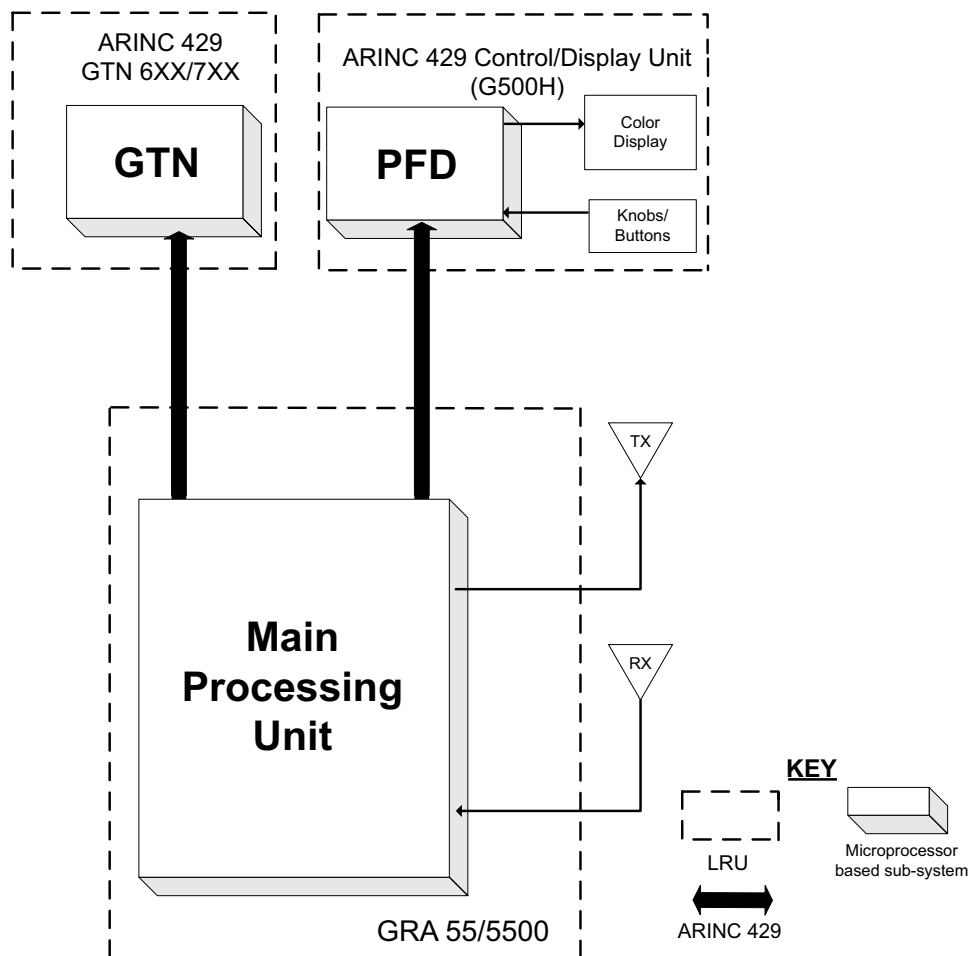 ARINC 429
GTN 6XX/7XX
GTN
ARINC 429 Control/Display Unit
(G500H)
PFD
Color
Display
Knobs/
Buttons
TX
Main
Processing
Unit
RX
GRA 55/5500
KEY
LRU
Microprocessor
based sub-system
ARINC 429